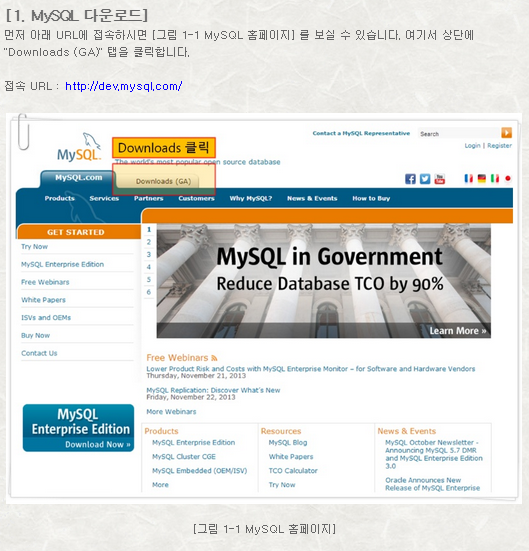 [1. MySQL 다운로드]
먼저 아래 URL에 접속하시면 [그림 1-1 MySQL 홈페이지] 를 보실 수 있습니다. 여기서 상단에
"Downloads (GA)" 탭을 클릭합니다.
접속 URL : http://dev.mysql.com/
Contact a MySQL Representative
Search
Login | Register
MySQL
Downloads 클릭
The world's most popular open source database
MySQL.com
Downloads (GA)
Products Services Partners Customers Why MySQL? News & Events How to Buy
GET STARTED
Try Now
MySQL Enterprise Edition
Free Webinars
White Papers
ISVs and OEMs
Buy Now
Contact Us
MySQL
Enterprise Edition
Download Now »
1
2
3
4
5
6
MySQL in Government
Reduce Database TCO by 90%
Learn More »
Free Webinars
Lower Product Risk and Costs with MySQL Enterprise Monitor – for Software and Hardware Vendors
Thursday, November 21, 2013
MySQL Replication: Discover What's New
Friday, November 22, 2013
More Webinars
Products
MySQL Enterprise Edition
MySQL Cluster CGE
MySQL Embedded (OEM/ISV)
More
Resources
MySQL Blog
White Papers
TCO Calculator
Try Now
News & Events
MySQL October Newsletter -
Announcing MySQL 5.7 DMR
and MySQL Enterprise Edition
3.0
Oracle Announces New
Release of MySQL Enterprise
[그림 1-1 MySQL 홈페이지]